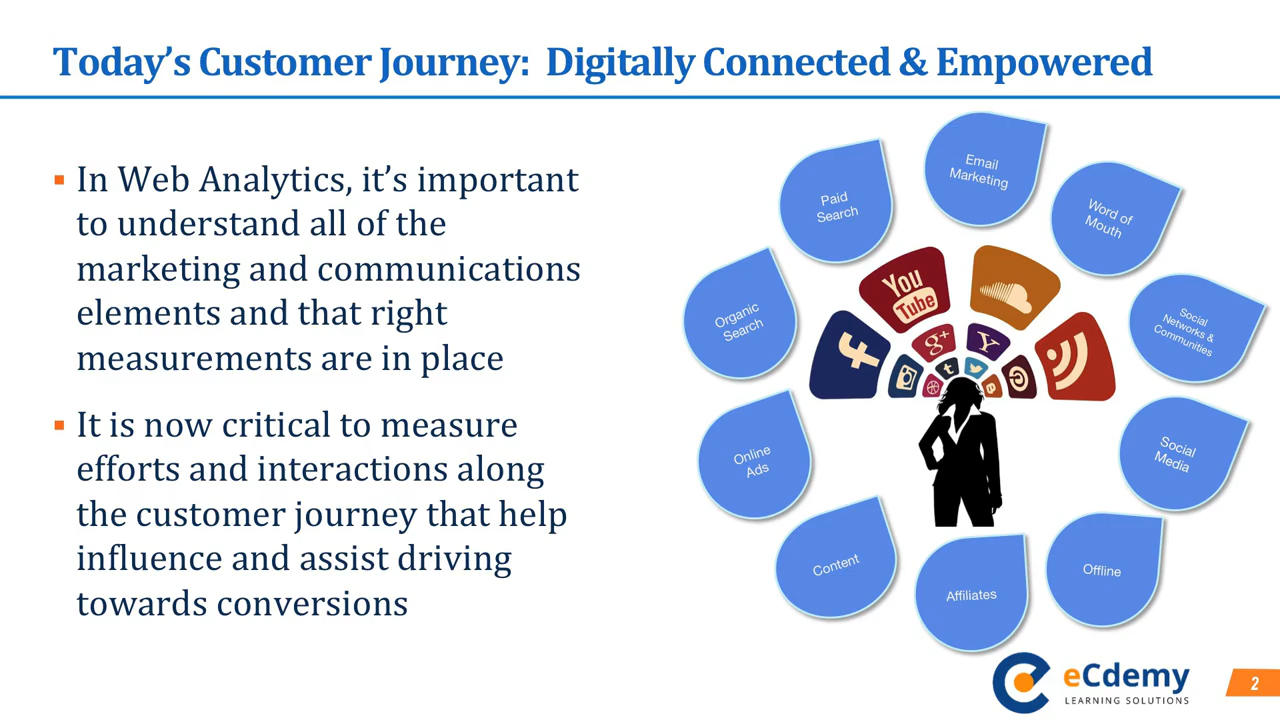 Today’s Customer Journey:  Digitally Connected & Empowered
▪ In Web Analytics, it’s important
to understand all of the
marketing and communications
elements and that right
measurements are in place
▪ It is now critical to measure
efforts and interactions along
the customer journey that help
influence and assist driving
towards conversions
Email
Marketing
Paid
Search
Word of
Mouth
Organic
Search
Social
Networks &
Communities
You
Tube
f
g+
Y
t
Online
Ads
Social
Media
Content
Affiliates
Offline
eCdemy
LEARNING SOLUTIONS
2